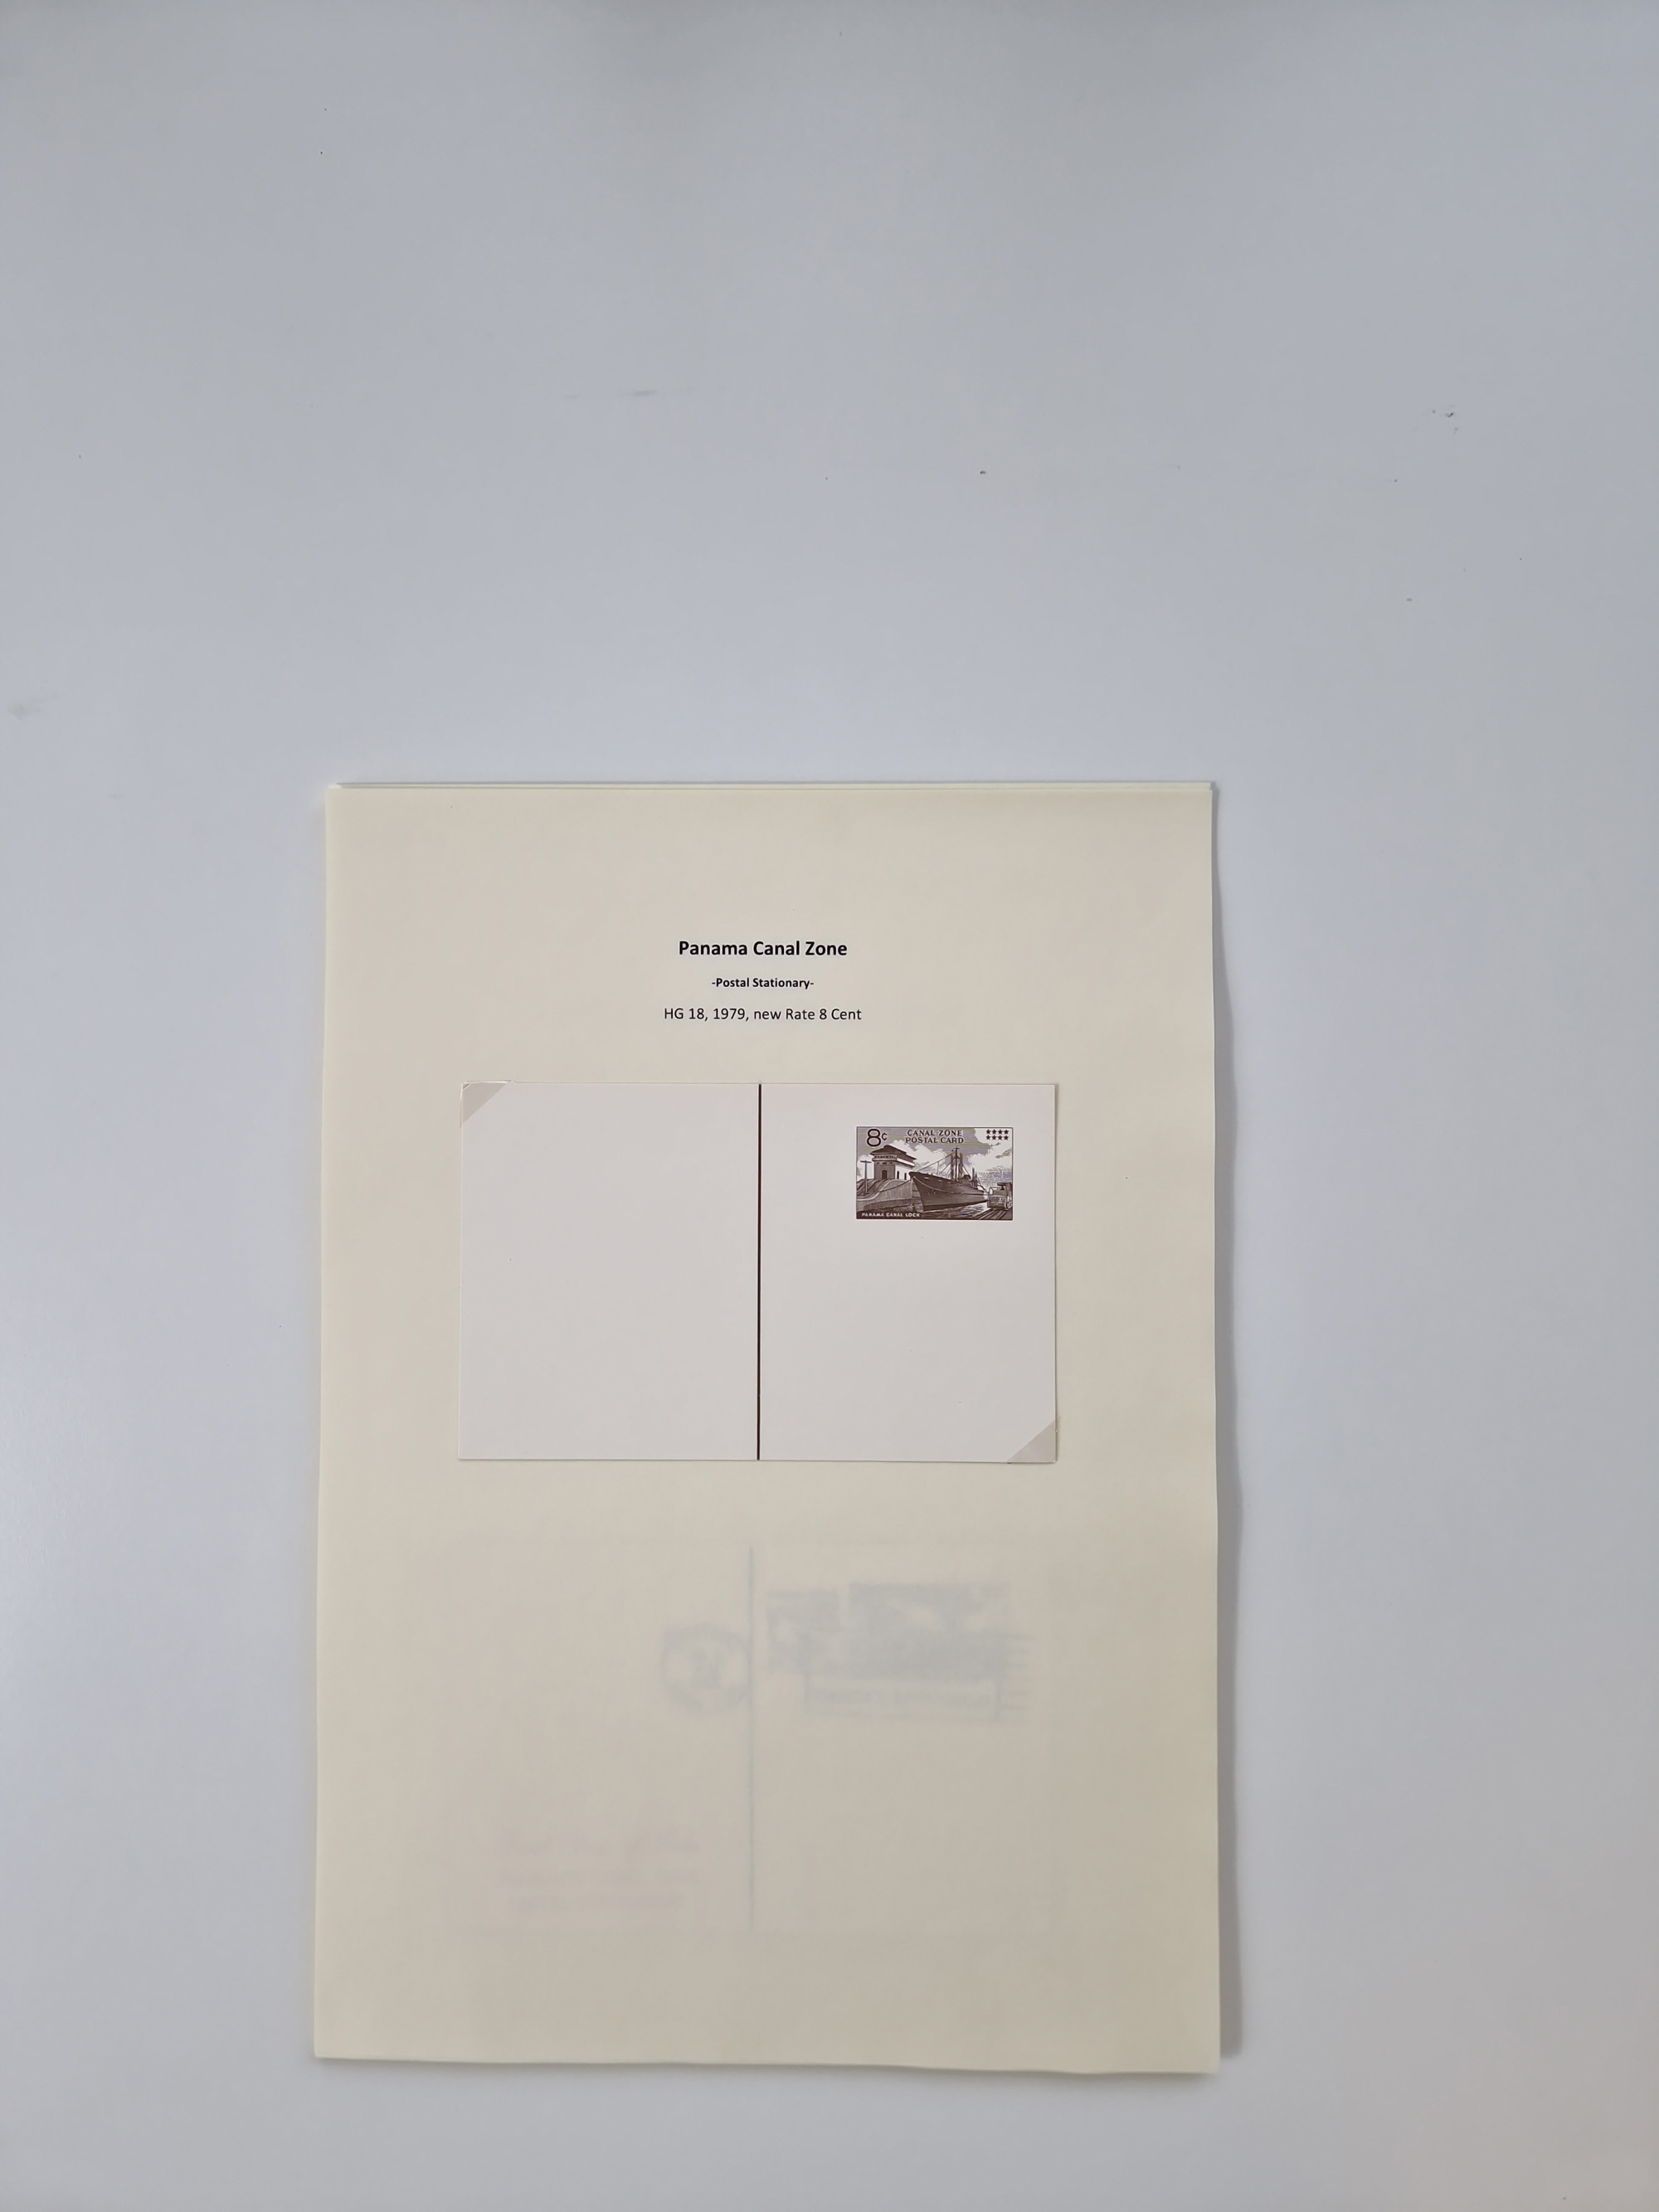 Panama Canal Zone
-Postal Stationary-
HG 18, 1979, new Rate 8 Cent
8c
CANAL ZONE
POSTAL CARD
PANAMA CANAL LOCK